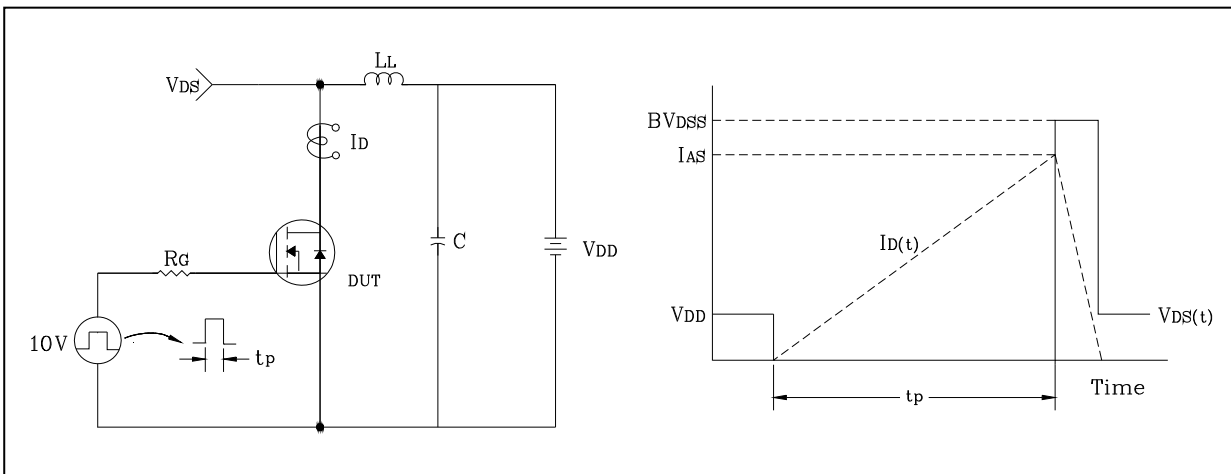 LL
VDS
ID
RG
C
VDD
DUT
10V
tp
BVDSS
IAS
ID(t)
VDD
VDS(t)
Time
tp